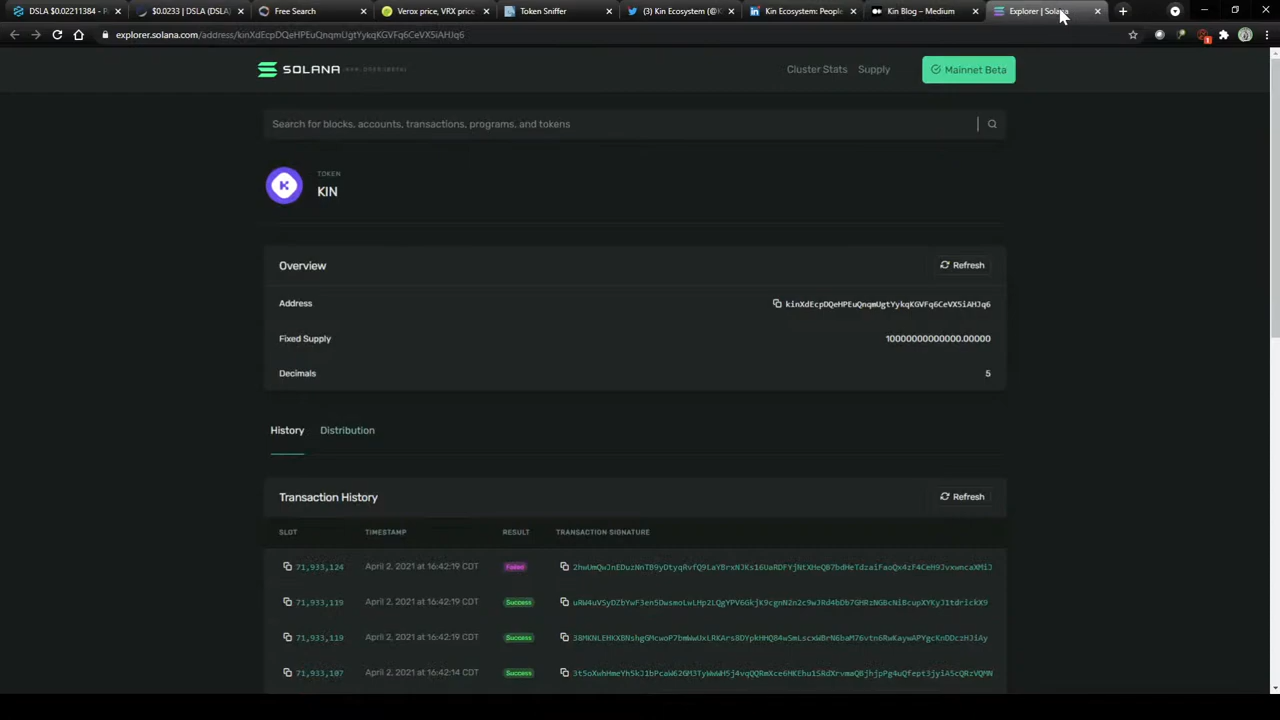 DSLA $0.02211384 - P
$0.0233 | DSLA (DSLA)
Free Search
Verox price, VRX price
Token Sniffer
(3) Kin Ecosystem (@K
Kin Ecosystem: People
Kin Blog – Medium
Explorer | Solana
explorer.solana.com/address/kinXdEcpDQeHPEuQnqmUgtYykqKGVFq6CeVX5iAHJq6
SOLANA
Cluster Stats
Supply
Mainnet Beta
Search for blocks, accounts, transactions, programs, and tokens
TOKEN
KIN
Overview
Refresh
Address
kinXdEcpDQeHPEuQnqmUgtYykqKGVFq6CeVX5iAHJq6
Fixed Supply
10000000000000.00000
Decimals
5
History
Distribution
Transaction History
Refresh
SLOT
TIMESTAMP
RESULT
TRANSACTION SIGNATURE
71,933,124
April 2, 2021 at 16:42:19 CDT
Failed
71,933,119
April 2, 2021 at 16:42:19 CDT
Success
71,933,119
April 2, 2021 at 16:42:19 CDT
Success
71,933,107
April 2, 2021 at 16:42:14 CDT
Success